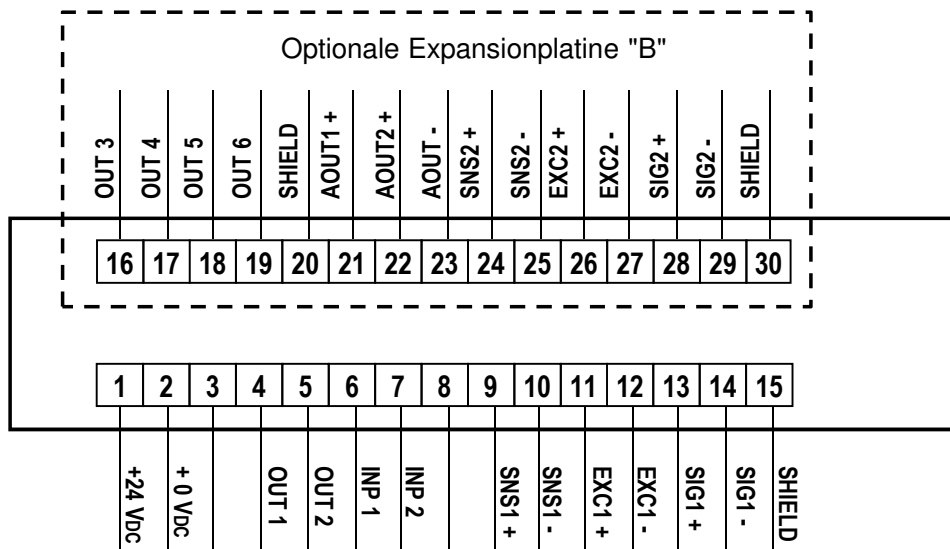 Optionale Expansionplatine "B"
OUT 3
OUT 4
OUT 5
OUT 6
SHIELD
AOUT1 +
AOUT2 +
AOUT -
SNS2 +
SNS2 -
EXC2 +
EXC2 -
SIG2 +
SIG2 -
SHIELD
16 17 18 19 20 21 22 23 24 25 26 27 28 29 30
1 2 3 4 5 6 7 8 9 10 11 12 13 14 15
+24 VDC
+ 0 VDC
OUT 1
OUT 2
INP 1
INP 2
SNS1 +
SNS1 -
EXC1 +
EXC1 -
SIG1 +
SIG1 -
SHIELD